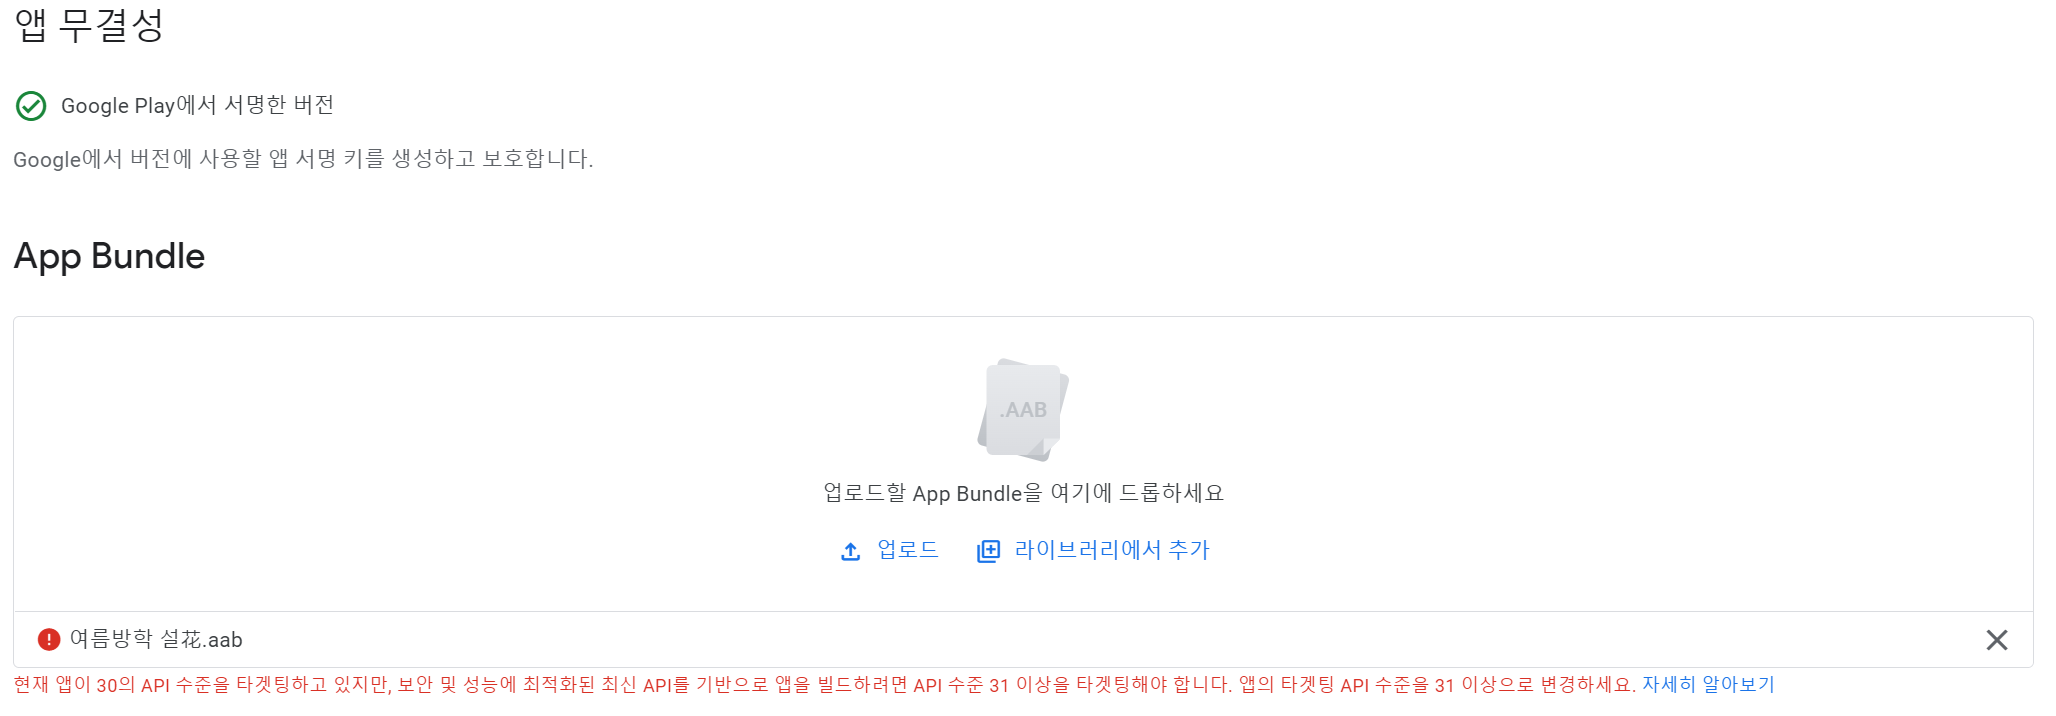 앱 무결성
Google Play에서 서명한 버전
Google에서 버전에 사용할 앱 서명 키를 생성하고 보호합니다.
App Bundle
.AAB
업로드할 App Bundle을 여기에 드롭하세요
업로드 라이브러리에서 추가
여름방학 설花.aab
현재 앱이 30의 API 수준을 타겟팅하고 있지만, 보안 및 성능에 최적화된 최신 API를 기반으로 앱을 빌드하려면 API 수준 31 이상을 타겟팅해야 합니다. 앱의 타겟팅 API 수준을 31 이상으로 변경하세요. 자세히 알아보기